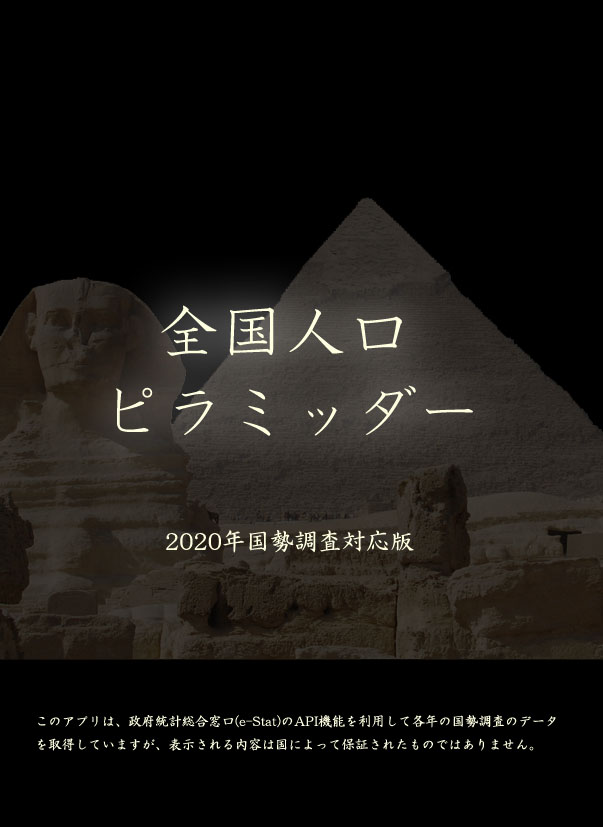 全国人口
ピラミッダー
2020年国勢調査対応版
このアプリは、政府統計総合窓口(e-Stat)のAPI機能を利用して各年の国勢調査のデータ
を取得していますが、表示される内容は国によって保証されたものではありません。